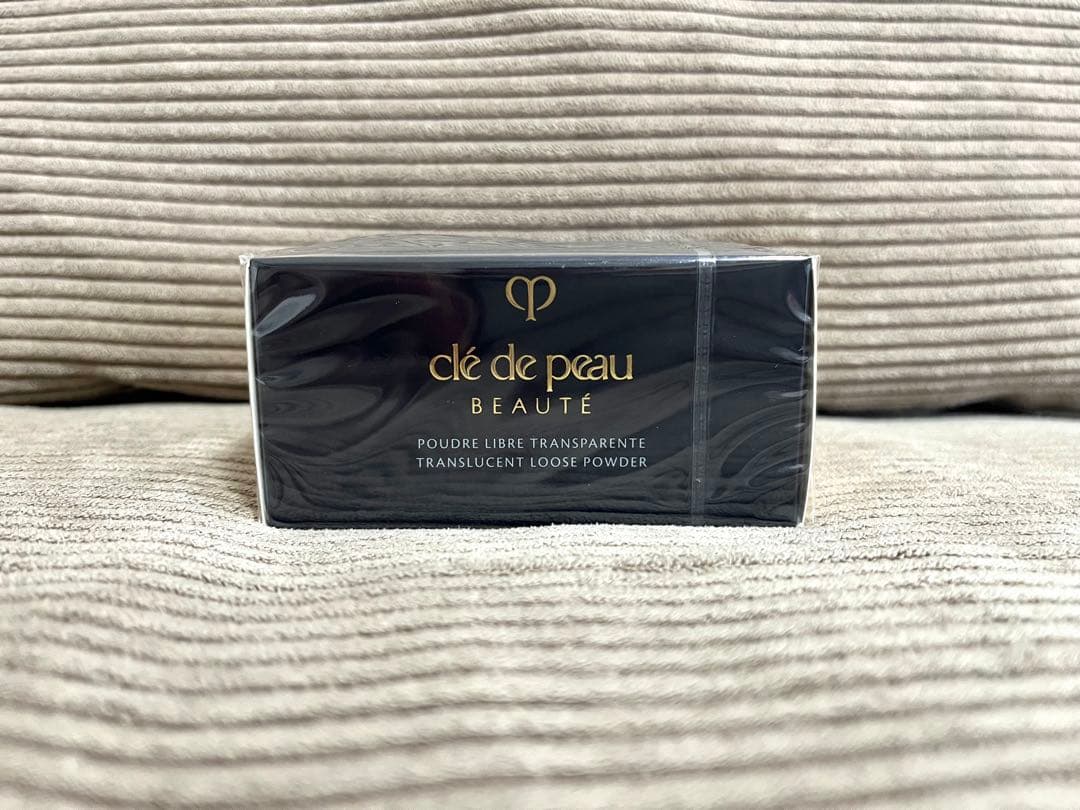 clé de peau
BEAUTÉ
POUDRE LIBRE TRANSPARENTE
TRANSLUCENT LOOSE POWDER